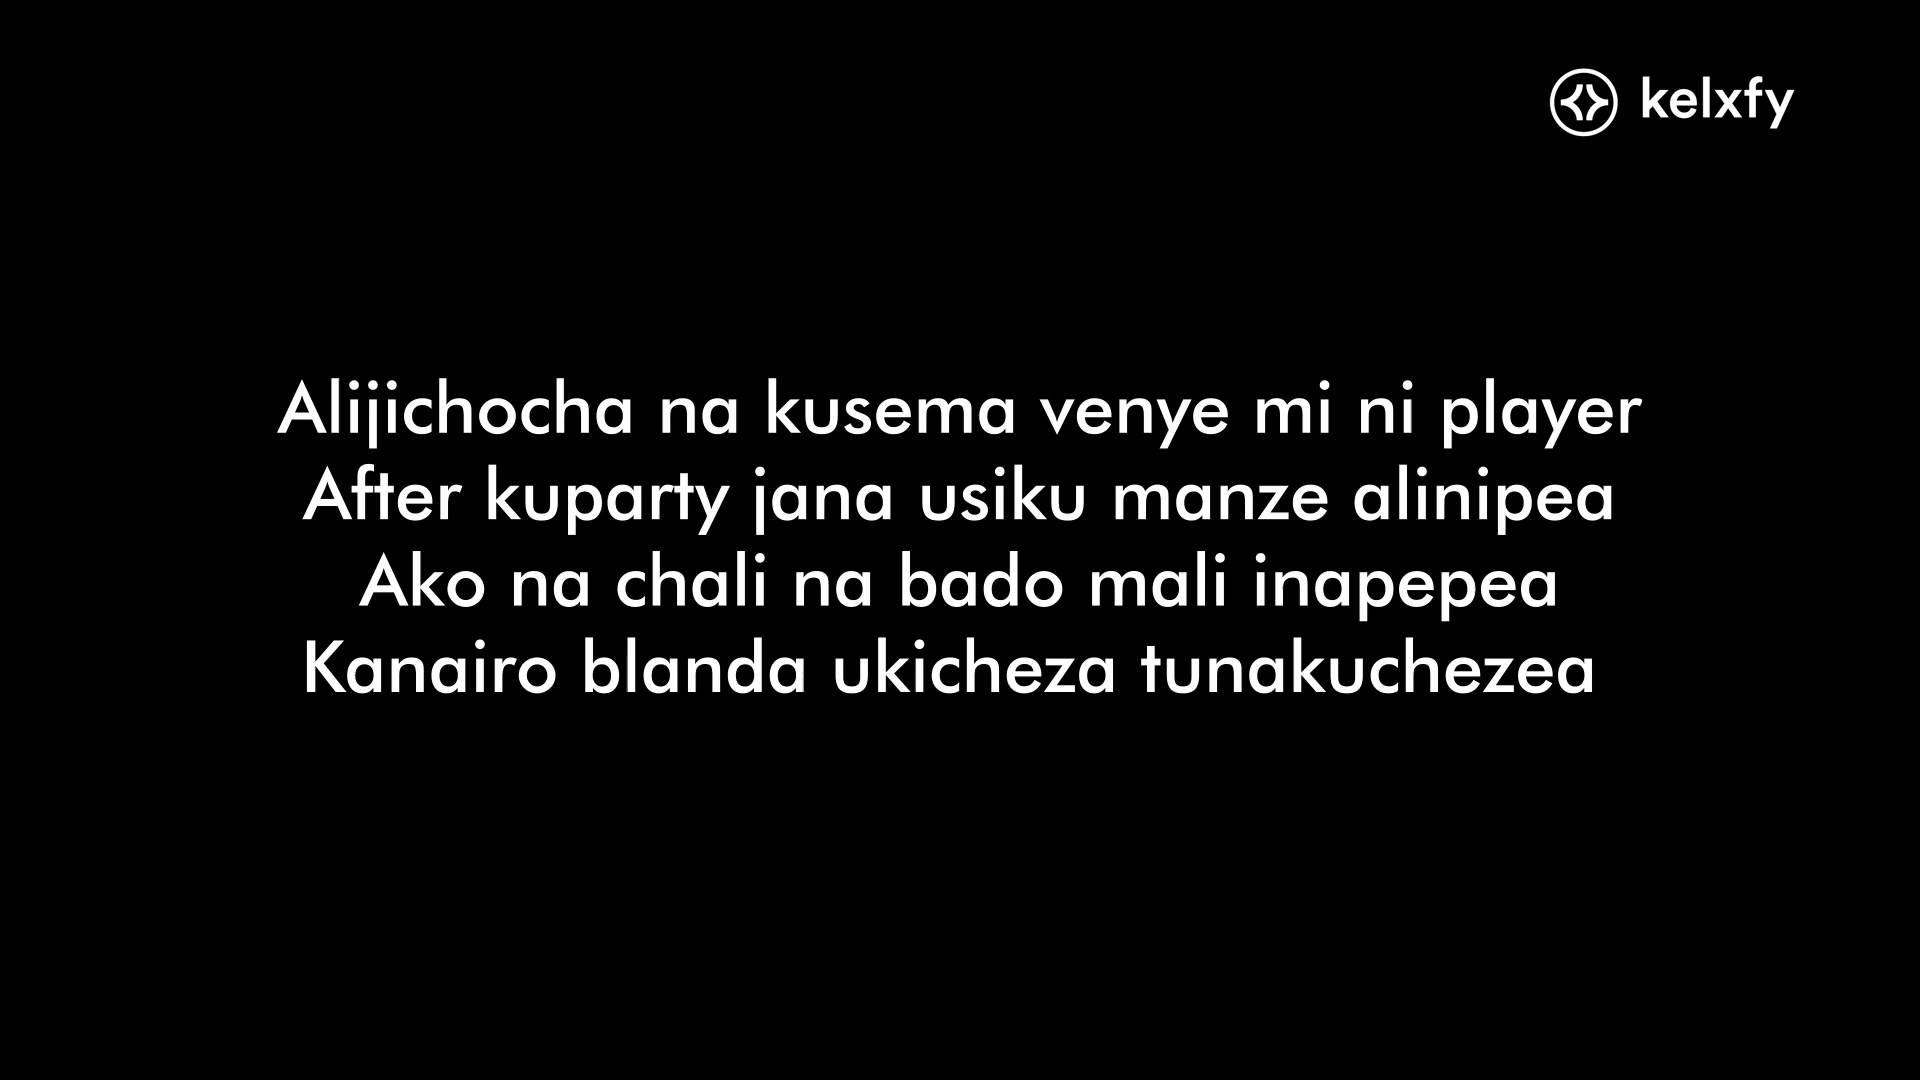 kelxfy
Alijichocha na kusema venye mi ni player
After kuparty jana usiku manze alinipea
Ako na chali na bado mali inapepea
Kanairo blanda ukicheza tunakuchezea